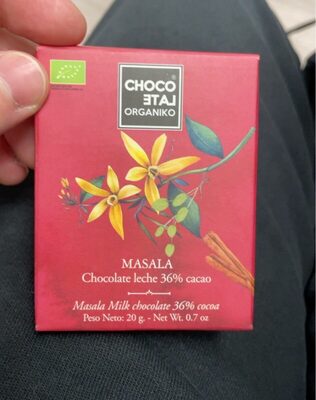 CHOCO
ETAL
ORGANIKO
MASALA
Chocolate leche 36% cacao
Masala Milk chocolate 36% cocoa
Peso Neto: 20 g. - Net Wt. 0.7 oz